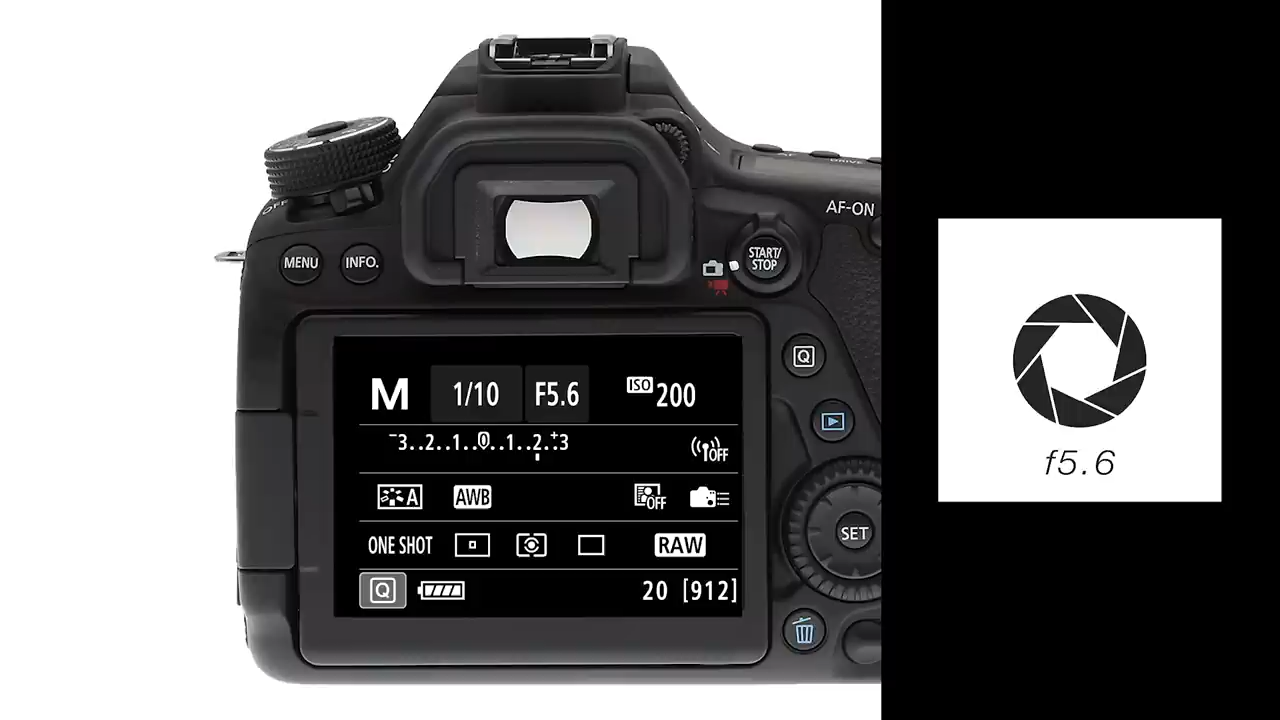 AF-ON
OFF
MENU
INFO.
START/
STOP
Q
M 1/10 F5.6 ISO 200
-3..2..1..0..1..2.+3
OFF
A AWB OFF
ONE SHOT RAW
Q 20 [912]
SET
f5.6